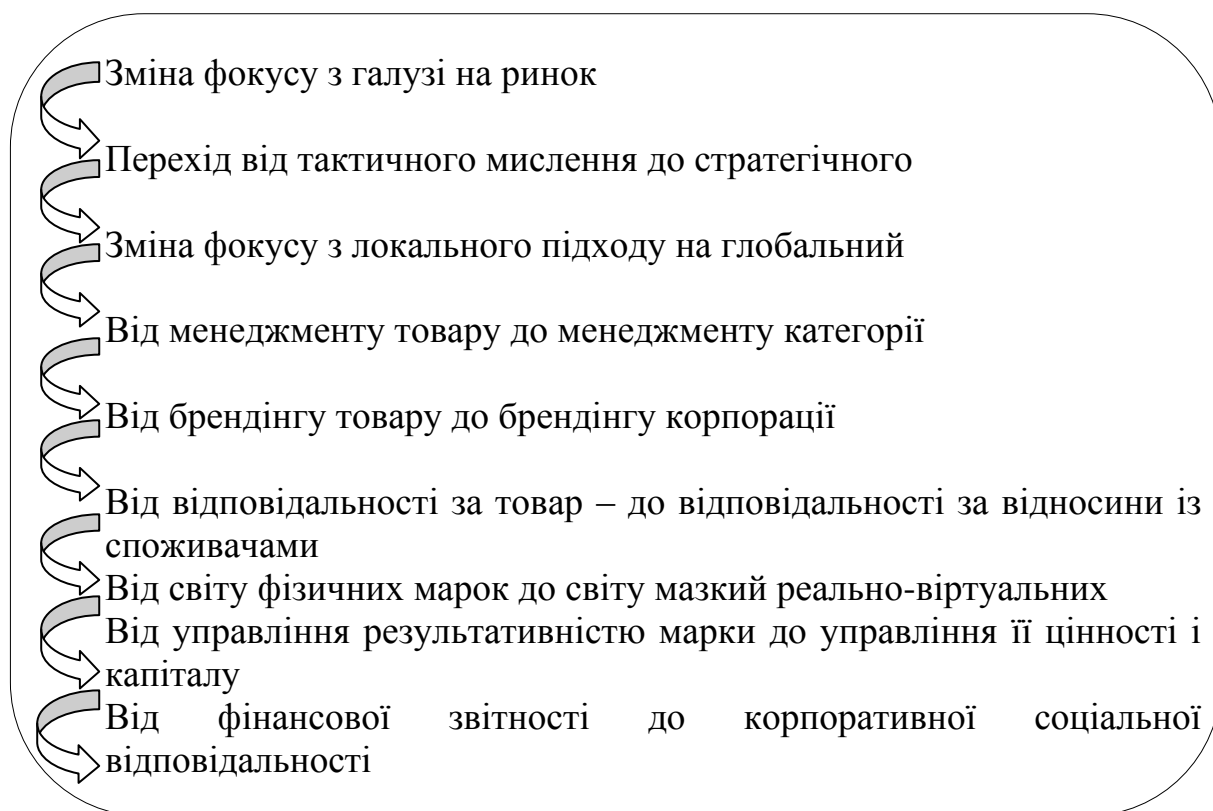 Зміна фокусу з галузі на ринок
Перехід від тактичного мислення до стратегічного
Зміна фокусу з локального підходу на глобальний
Від менеджменту товару до менеджменту категорії
Від брендінгу товару до брендінгу корпорації
Від відповідальності за товар – до відповідальності за відносини із
споживачами
Від світу фізичних марок до світу мазкий реально-віртуальних
Від управління результативністю марки до управління її цінності і
капіталу
Від фінансової звітності до корпоративної соціальної
відповідальності